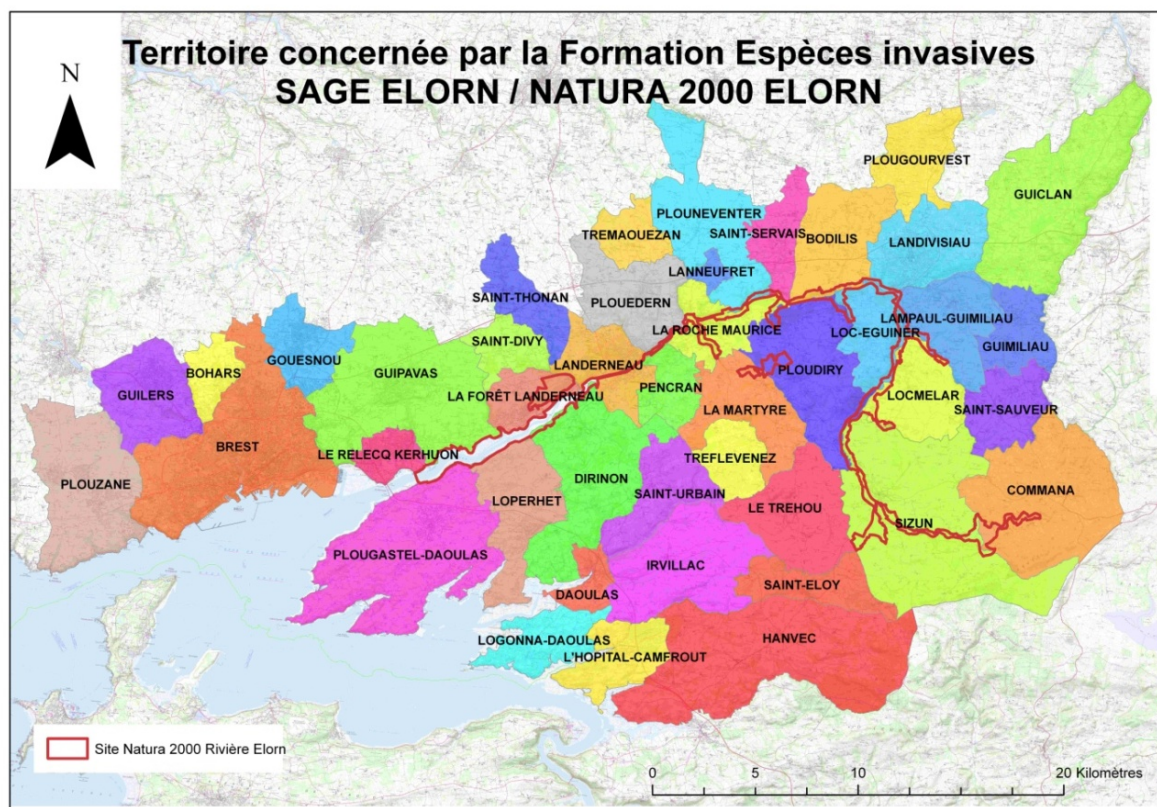 Territoire concernée par la Formation Espèces invasives
SAGE ELORN / NATURA 2000 ELORN
N
PLOUGOURVEST
GUICLAN
PLOUNEVENTER
TREMAOUEZAN
SAINT-SERVAIS
BODILIS
LANDIVISIAU
LANNEUFRET
SAINT-THONAN
PLOUEDERN
LAMPAUL-GUIMILIAU
LA ROCHE MAURICE
LOC-EGUINER
SAINT-DIVY
GUIMILIAU
GOUESNOU
LANDERNEAU
BOHARS
GUIPAVAS
PLOUDIRY
PENCRAN
GUILERS
LA FORÊT LANDERNEAU
LOCMELAR
LA MARTYRE
SAINT-SAUVEUR
BREST
LE RELECQ KERHUON
TREFLEVENEZ
PLOUZANE
DIRINON
COMMANA
SAINT-URBAIN
LOPERHET
LE TREHOU
SIZUN
PLOUGASTEL-DAOULAS
IRVILLAC
SAINT-ELOY
DAOULAS
LOGONNA-DAOULAS
HANVEC
L'HOPITAL-CAMFROUT
Site Natura 2000 Rivière Elorn
0 5 10 20 Kilomètres